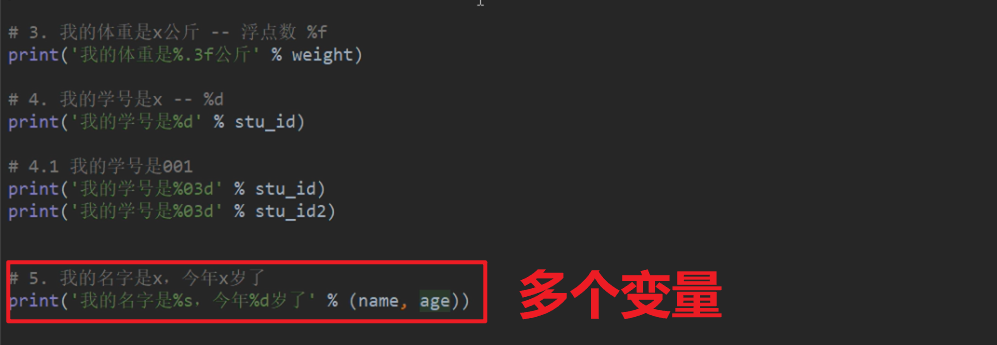 # 3. 我的体重是x公斤 -- 浮点数 %f
print('我的体重是%.3f公斤' % weight)
# 4. 我的学号是x -- %d
print('我的学号是%d' % stu_id)
# 4.1 我的学号是001
print('我的学号是%03d' % stu_id)
print('我的学号是%03d' % stu_id2)
# 5. 我的名字是x，今年x岁了
print('我的名字是%s，今年%d岁了' % (name, age))
多个变量